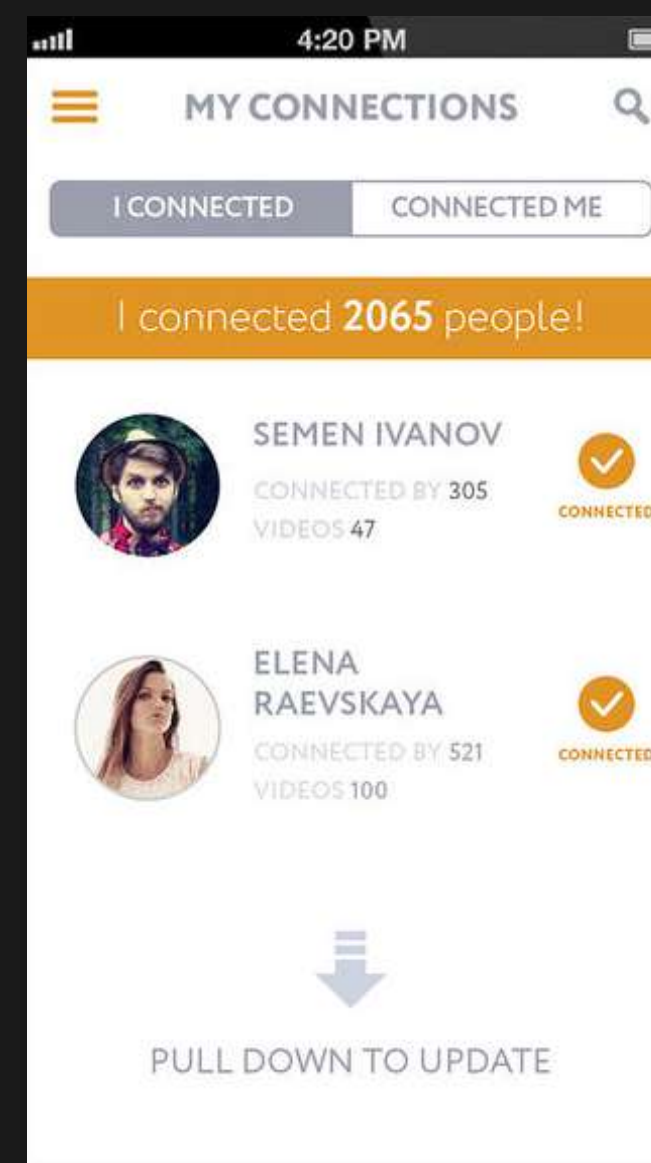 4:20 PM
MY CONNECTIONS
I CONNECTED CONNECTED ME
I connected 2065 people!
SEMEN IVANOV
CONNECTED BY 305
VIDEOS 47
CONNECTED
ELENA
RAEVSKAYA
CONNECTED BY 521
VIDEOS 100
CONNECTED
PULL DOWN TO UPDATE